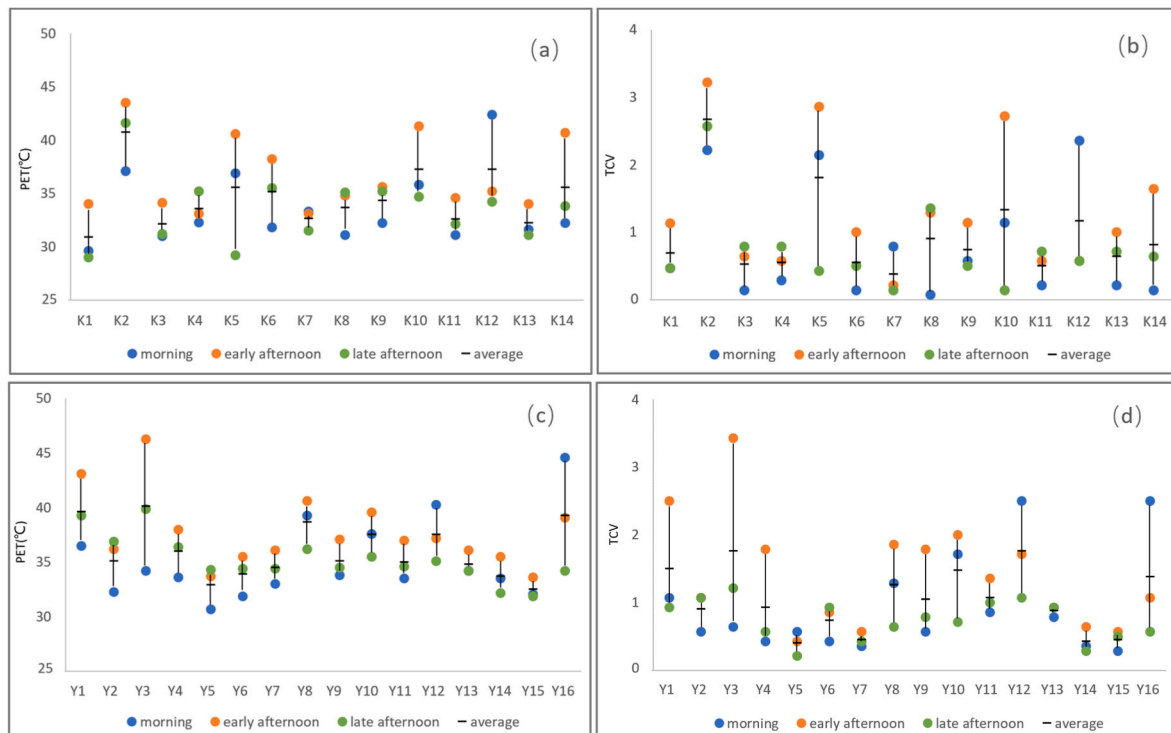 50
(a)
45
40
PET(℃)
35
30
25
K1 K2 K3 K4 K5 K6 K7 K8 K9 K10 K11 K12 K13 K14
morning early afternoon late afternoon average
4
(b)
3
TCV
2
1
0
K1 K2 K3 K4 K5 K6 K7 K8 K9 K10 K11 K12 K13 K14
morning early afternoon late afternoon average
50
(c)
45
40
PET(℃)
35
30
25
Y1 Y2 Y3 Y4 Y5 Y6 Y7 Y8 Y9 Y10 Y11 Y12 Y13 Y14 Y15 Y16
morning early afternoon late afternoon average
4
(d)
3
TCV
2
1
0
Y1 Y2 Y3 Y4 Y5 Y6 Y7 Y8 Y9 Y10 Y11 Y12 Y13 Y14 Y15 Y16
morning early afternoon late afternoon average